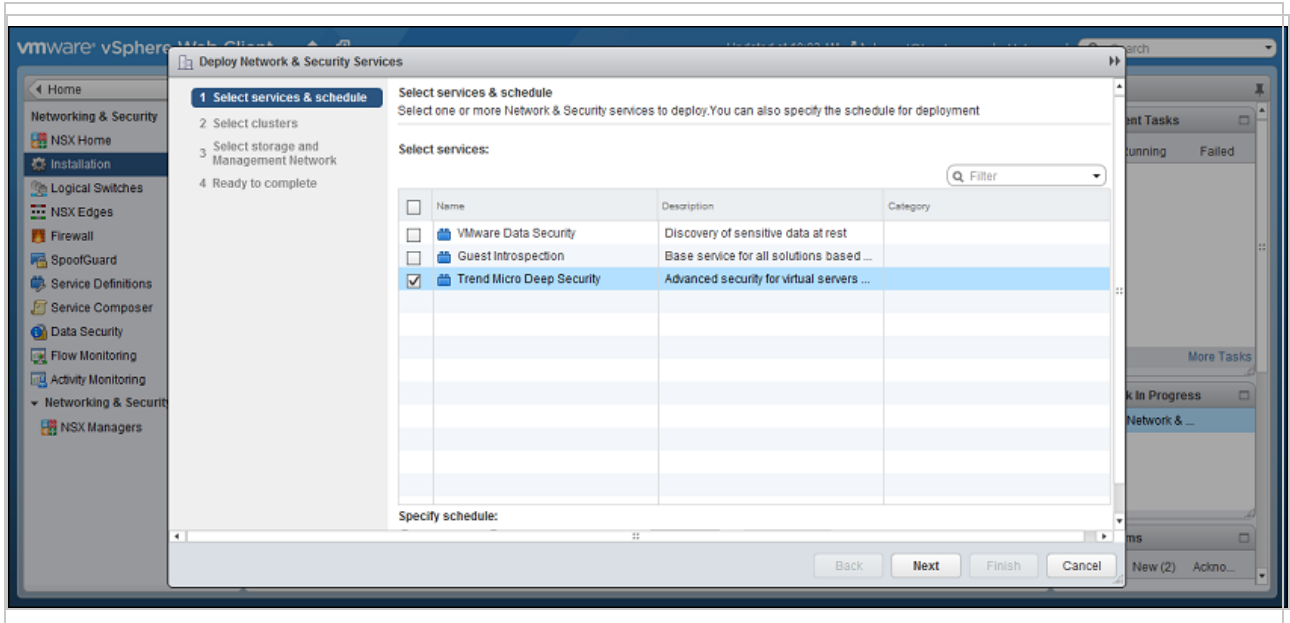 vmware® vSphere Web Client
Deploy Network & Security Services
Home
Networking & Security
NSX Home
Installation
Logical Switches
NSX Edges
Firewall
SpoofGuard
Service Definitions
Service Composer
Data Security
Flow Monitoring
Activity Monitoring
Networking & Security
NSX Managers
1 Select services & schedule
2 Select clusters
3 Select storage and
Management Network
4 Ready to complete
Select services & schedule
Select one or more Network & Security services to deploy.You can also specify the schedule for deployment
Select services:
Filter
Name Description Category
VMware Data Security Discovery of sensitive data at rest
Guest Introspection Base service for all solutions based ...
Trend Micro Deep Security Advanced security for virtual servers ...
Specify schedule:
Back Next Finish Cancel
earch
ent Tasks
unning Failed
More Tasks
k In Progress
Network & ...
ms
New (2) Ackno...